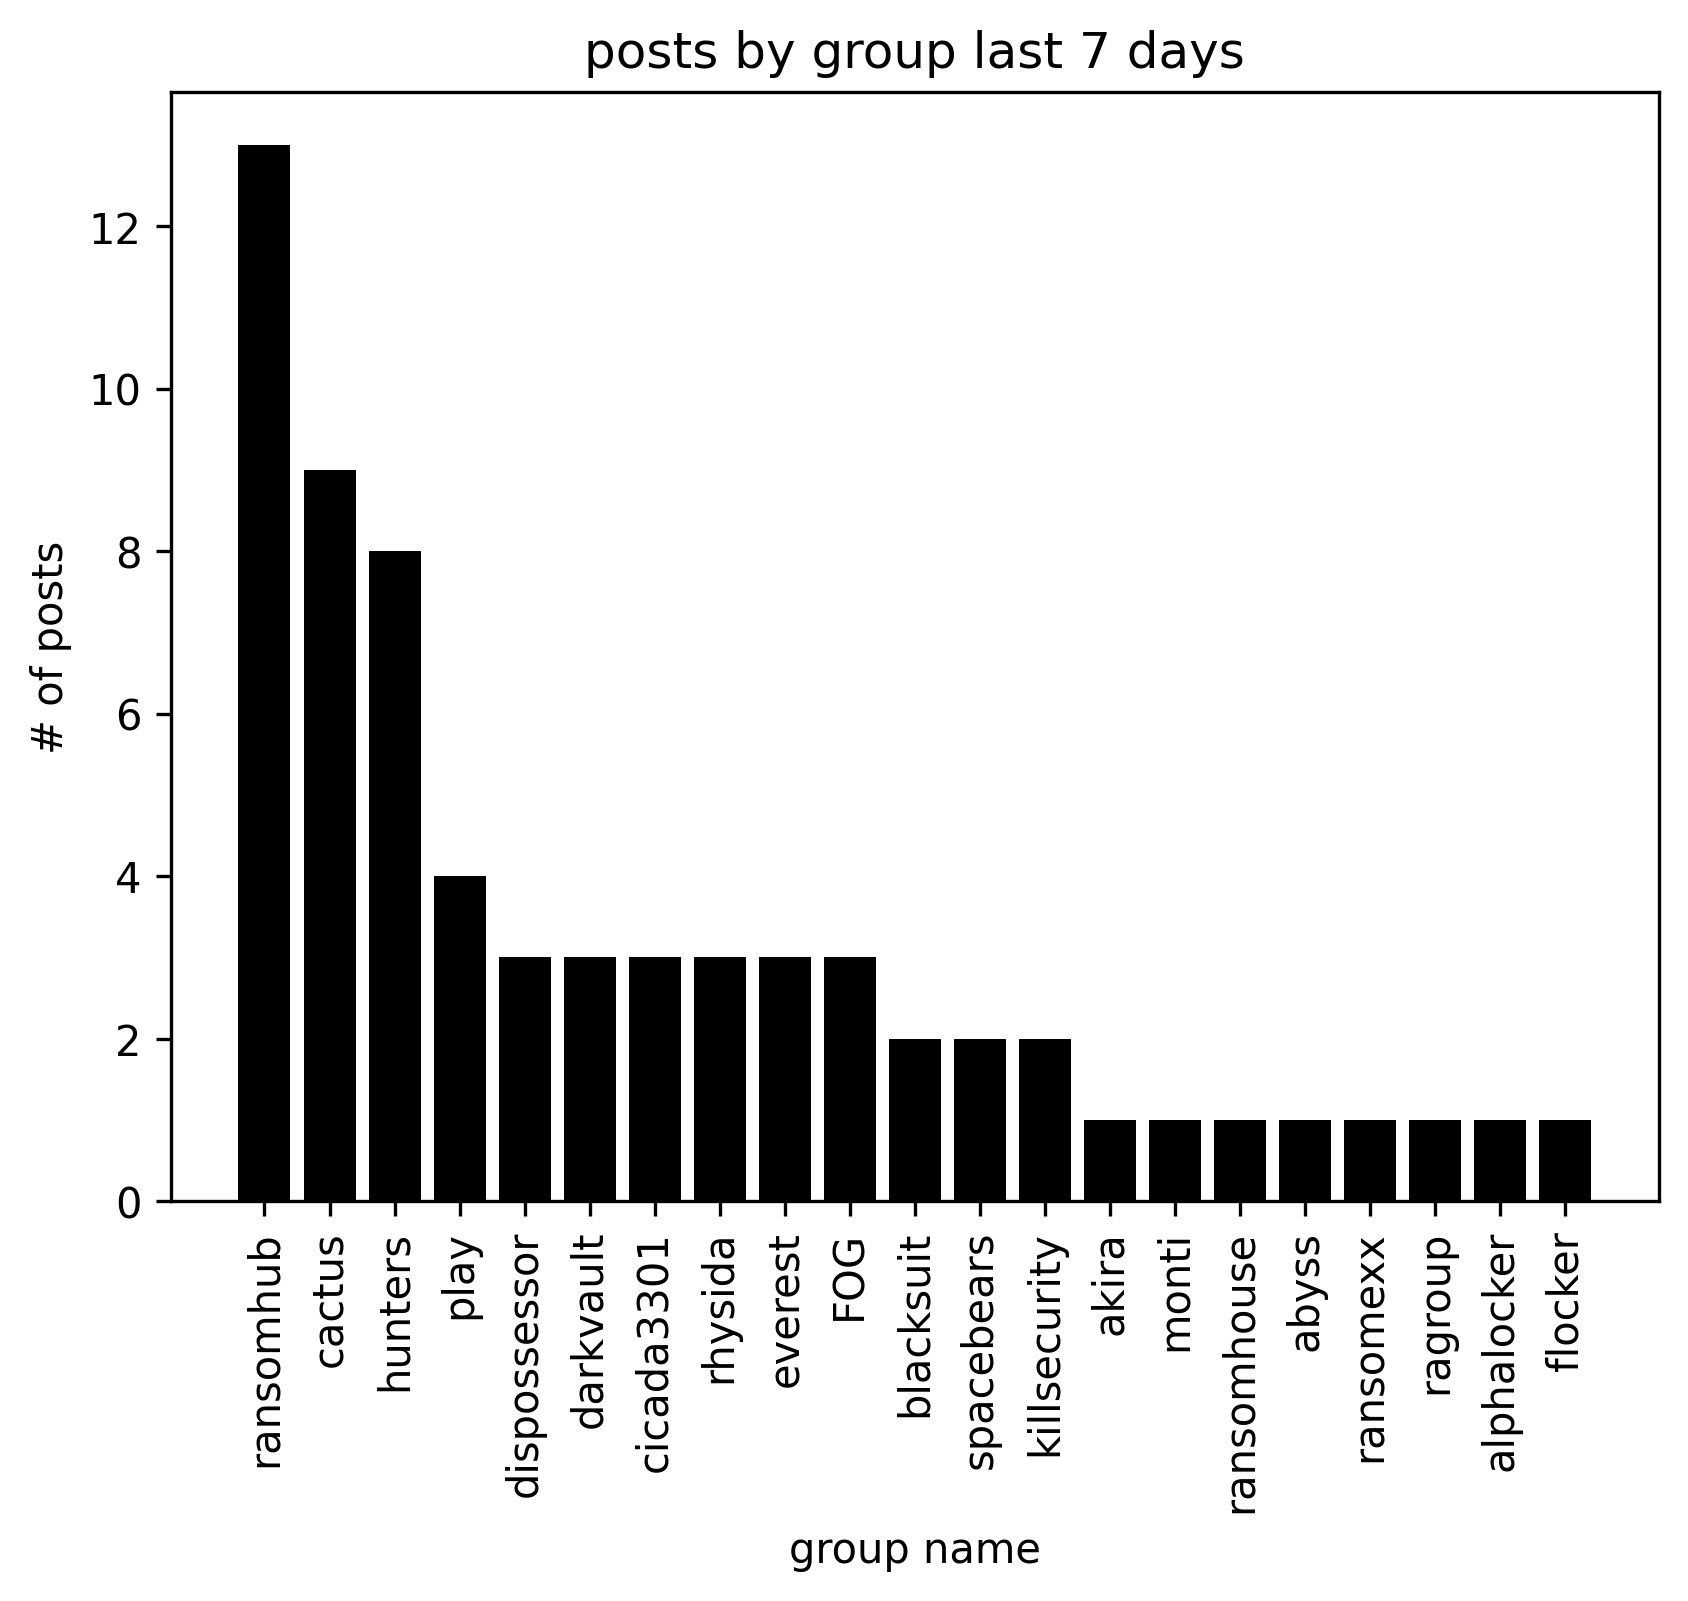 posts by group last 7 days
# of posts
12
10
8
6
4
2
0
ransomhub
cactus
hunters
play
dispossessor
darkvault
cicada3301
rhysida
everest
FOG
blacksuit
spacebears
killsecurity
akira
monti
ransomhouse
abyss
ransomexx
ragroup
alphalocker
flocker
group name